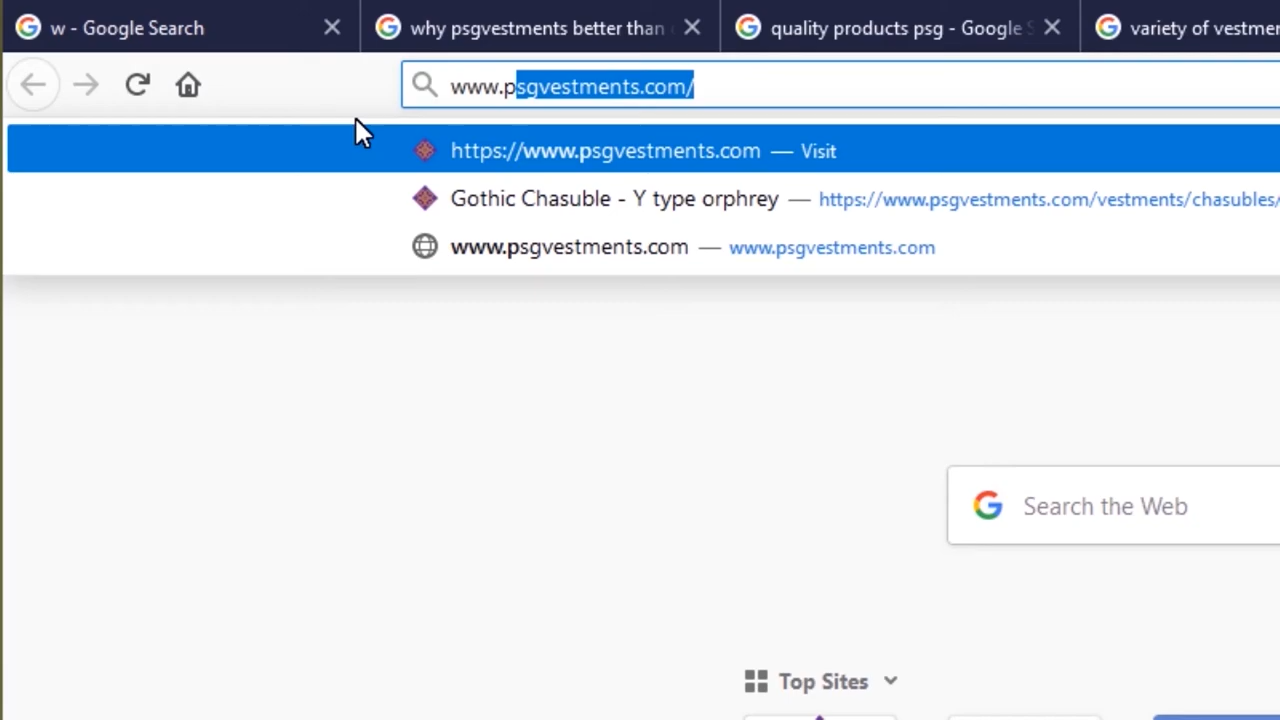 w - Google Search
why psgvestments better than
quality products psg - Google S
variety of vestmen
www.psgvestments.com/
https://www.psgvestments.com — Visit
Gothic Chasuble - Y type orphrey — https://www.psgvestments.com/vestments/chasubles/
www.psgvestments.com — www.psgvestments.com
Search the Web
Top Sites